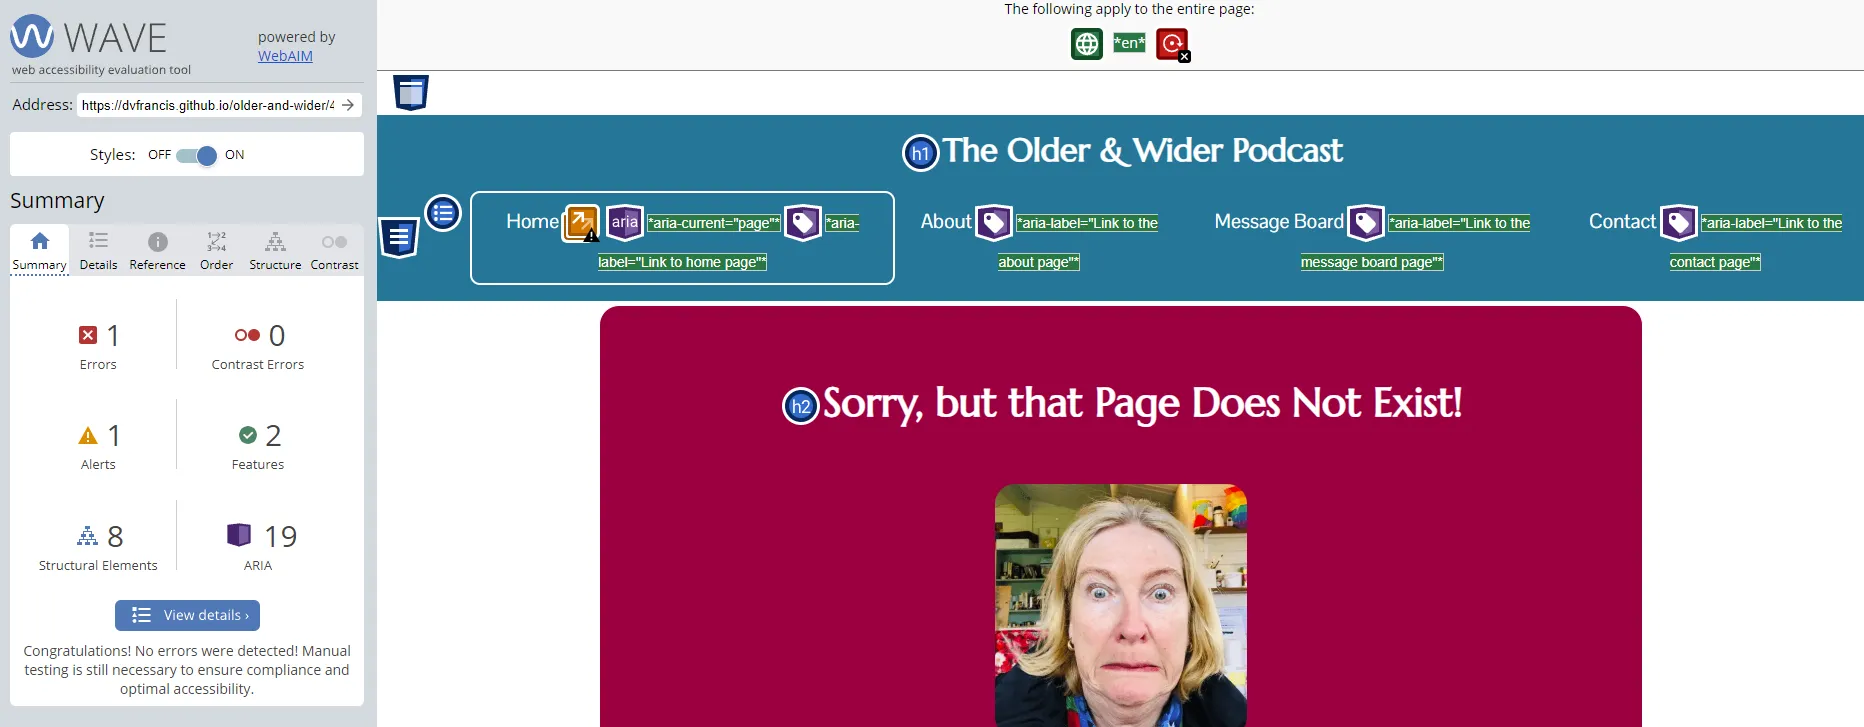 WAVE
powered by
WebAIM
web accessibility evaluation tool
Address: https://dvfrancis.github.io/older-and-wider/4
Styles: OFF ON
Summary
Summary Details Reference Order Structure Contrast
1 0
Errors Contrast Errors
1 2
Alerts Features
8 19
Structural Elements ARIA
View details ›
Congratulations! No errors were detected! Manual
testing is still necessary to ensure compliance and
optimal accessibility.
The following apply to the entire page:
*en*
h1 The Older & Wider Podcast
Home aria *aria-current="page"* *aria-
label="Link to home page"*
About *aria-label="Link to the
about page"*
Message Board *aria-label="Link to the
message board page"*
Contact *aria-label="Link to the
contact page"*
h2 Sorry, but that Page Does Not Exist!